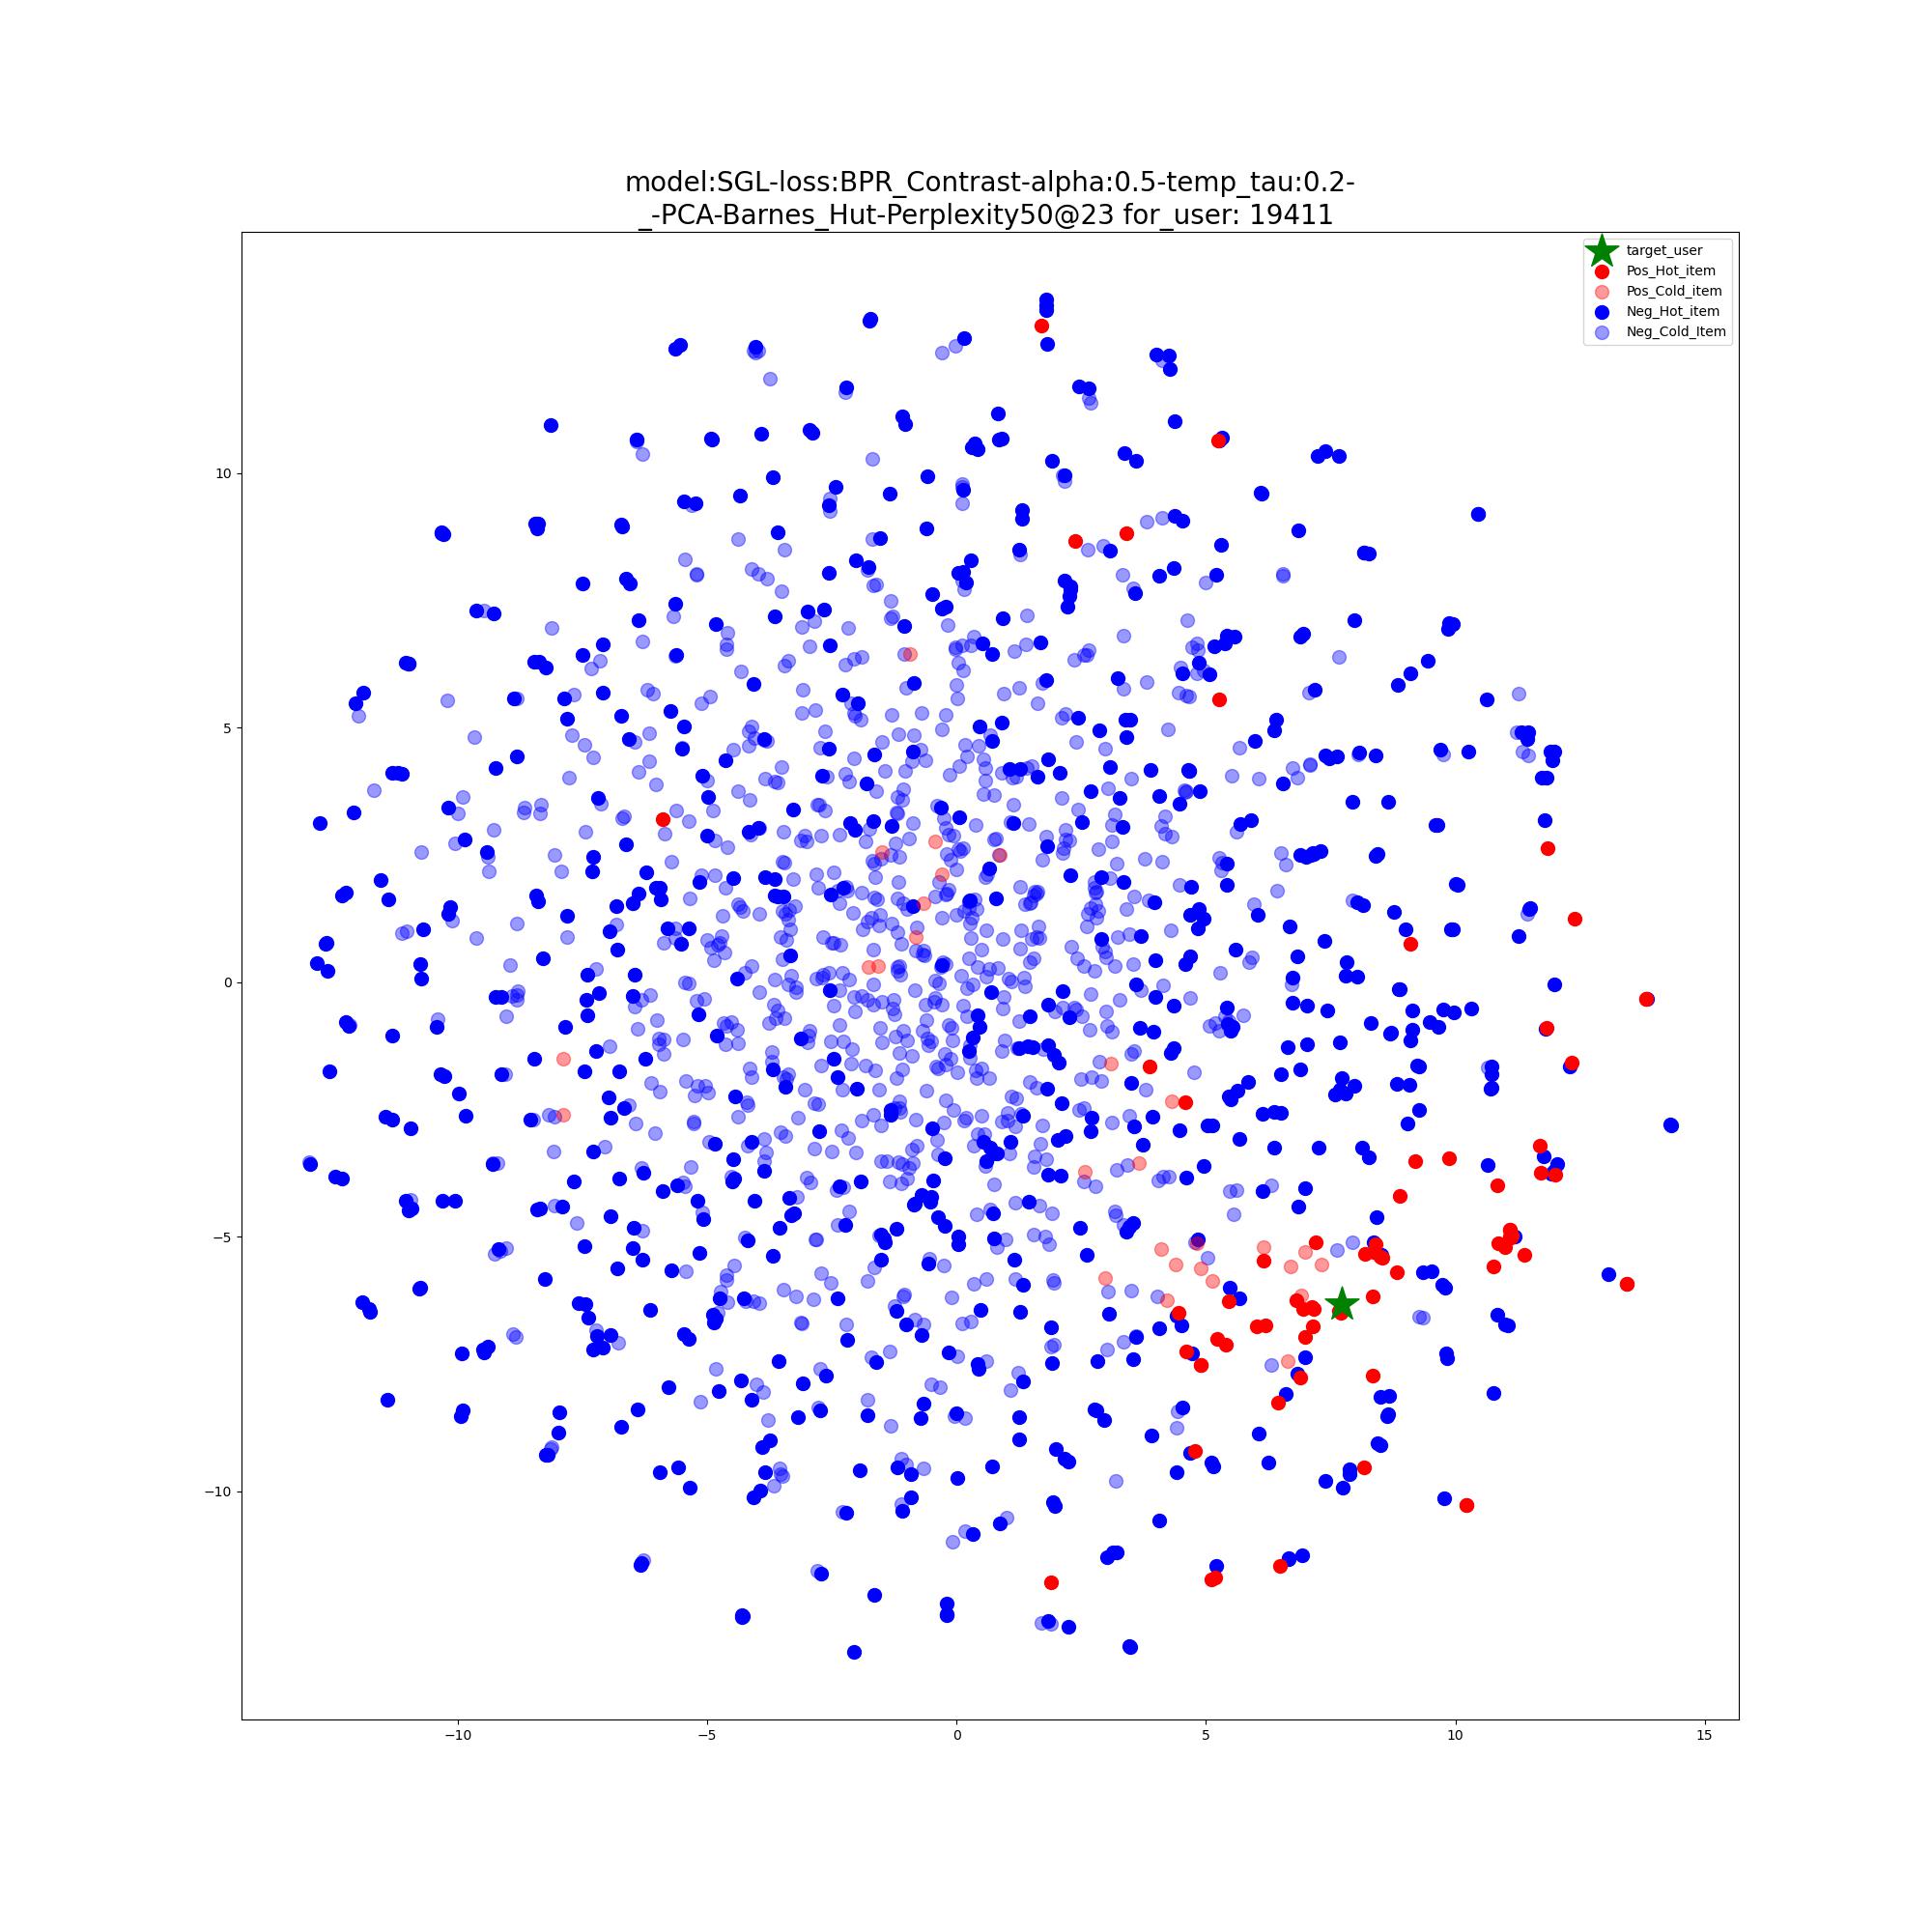 model:SGL-loss:BPR_Contrast-alpha:0.5-temp_tau:0.2-
_-PCA-Barnes_Hut-Perplexity50@23 for_user: 19411
target_user
Pos_Hot_item
Pos_Cold_item
Neg_Hot_item
Neg_Cold_Item
10
5
0
−5
−10
−10
−5
0
5
10
15